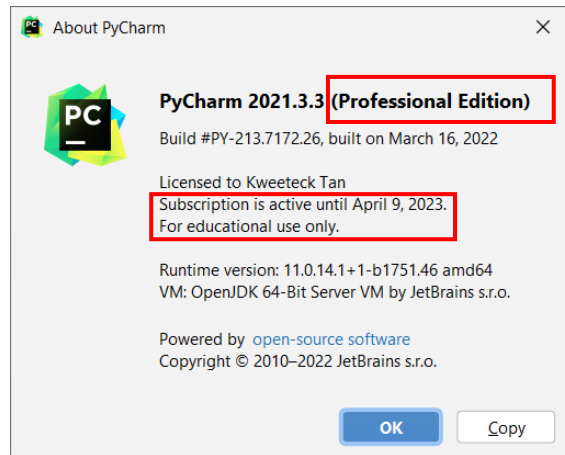 PC
About PyCharm
PC
PyCharm 2021.3.3 (Professional Edition)
Build #PY-213.7172.26, built on March 16, 2022
Licensed to Kweeteck Tan
Subscription is active until April 9, 2023.
For educational use only.
Runtime version: 11.0.14.1+1-b1751.46 amd64
VM: OpenJDK 64-Bit Server VM by JetBrains s.r.o.
Powered by open-source software
Copyright © 2010–2022 JetBrains s.r.o.
OK
Copy